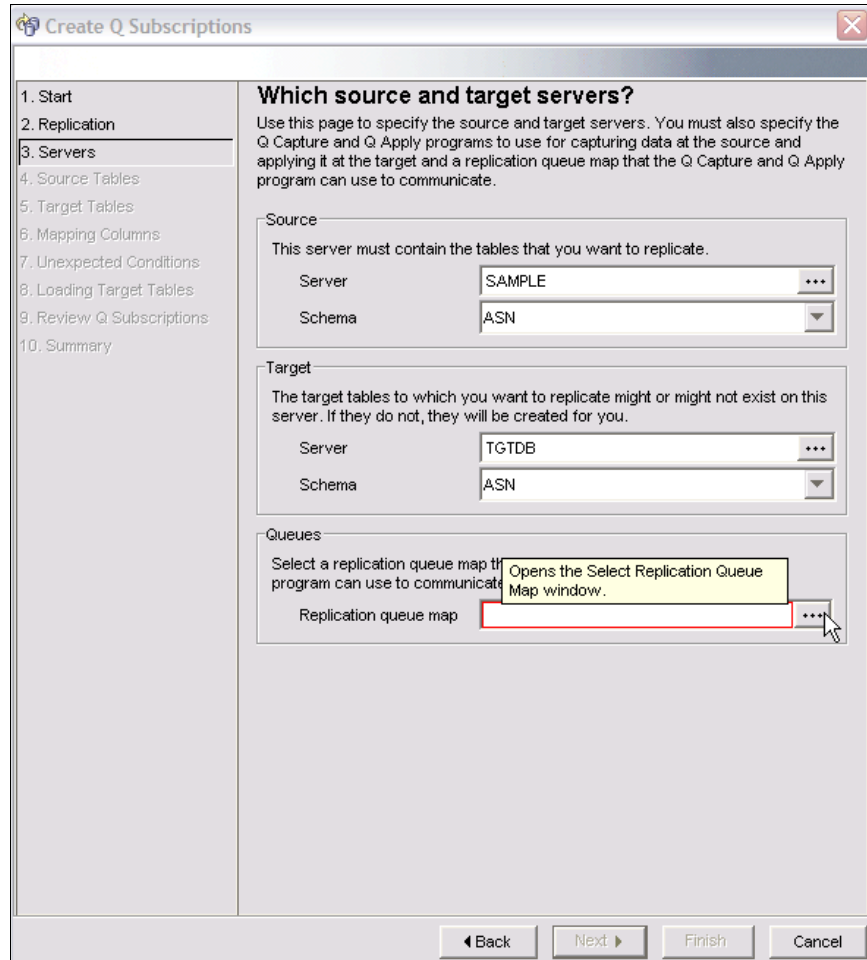 Create Q Subscriptions
1. Start
2. Replication
3. Servers
4. Source Tables
5. Target Tables
6. Mapping Columns
7. Unexpected Conditions
8. Loading Target Tables
9. Review Q Subscriptions
10. Summary
Which source and target servers?
Use this page to specify the source and target servers. You must also specify the
Q Capture and Q Apply programs to use for capturing data at the source and
applying it at the target and a replication queue map that the Q Capture and Q Apply
program can use to communicate.
Source
This server must contain the tables that you want to replicate.
Server SAMPLE
Schema ASN
Target
The target tables to which you want to replicate might or might not exist on this
server. If they do not, they will be created for you.
Server TGTDB
Schema ASN
Queues
Select a replication queue map th
program can use to communicate
Opens the Select Replication Queue
Map window.
Replication queue map
Back Next Finish Cancel